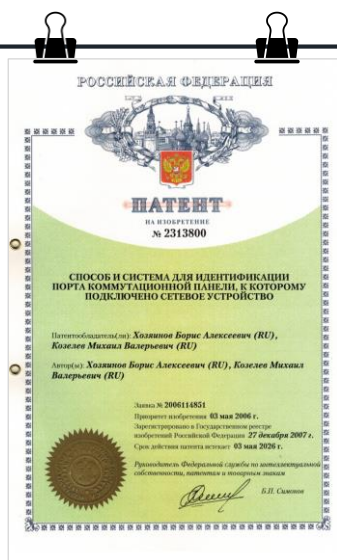 РОССИЙСКАЯ ФЕДЕРАЦИЯ
ПАТЕНТ
НА ИЗОБРЕТЕНИЕ
№ 2313800
СПОСОБ И СИСТЕМА ДЛЯ ИДЕНТИФИКАЦИИ
ПОРТА КОММУТАЦИОННОЙ ПАНЕЛИ, К КОТОРОМУ
ПОДКЛЮЧЕНО СЕТЕВОЕ УСТРОЙСТВО
Патентообладатель(ли): Хозяинов Борис Алексеевич (RU),
Козелев Михаил Валерьевич (RU)
Автор(ы): Хозяинов Борис Алексеевич (RU), Козелев Михаил
Валерьевич (RU)
Заявка № 2006114851
Приоритет изобретения 03 мая 2006 г.
Зарегистрировано в Государственном реестре
изобретений Российской Федерации 27 декабря 2007 г.
Срок действия патента истекает 03 мая 2026 г.
Руководитель Федеральной службы по интеллектуальной
собственности, патентам и товарным знакам
Б.П. Симонов